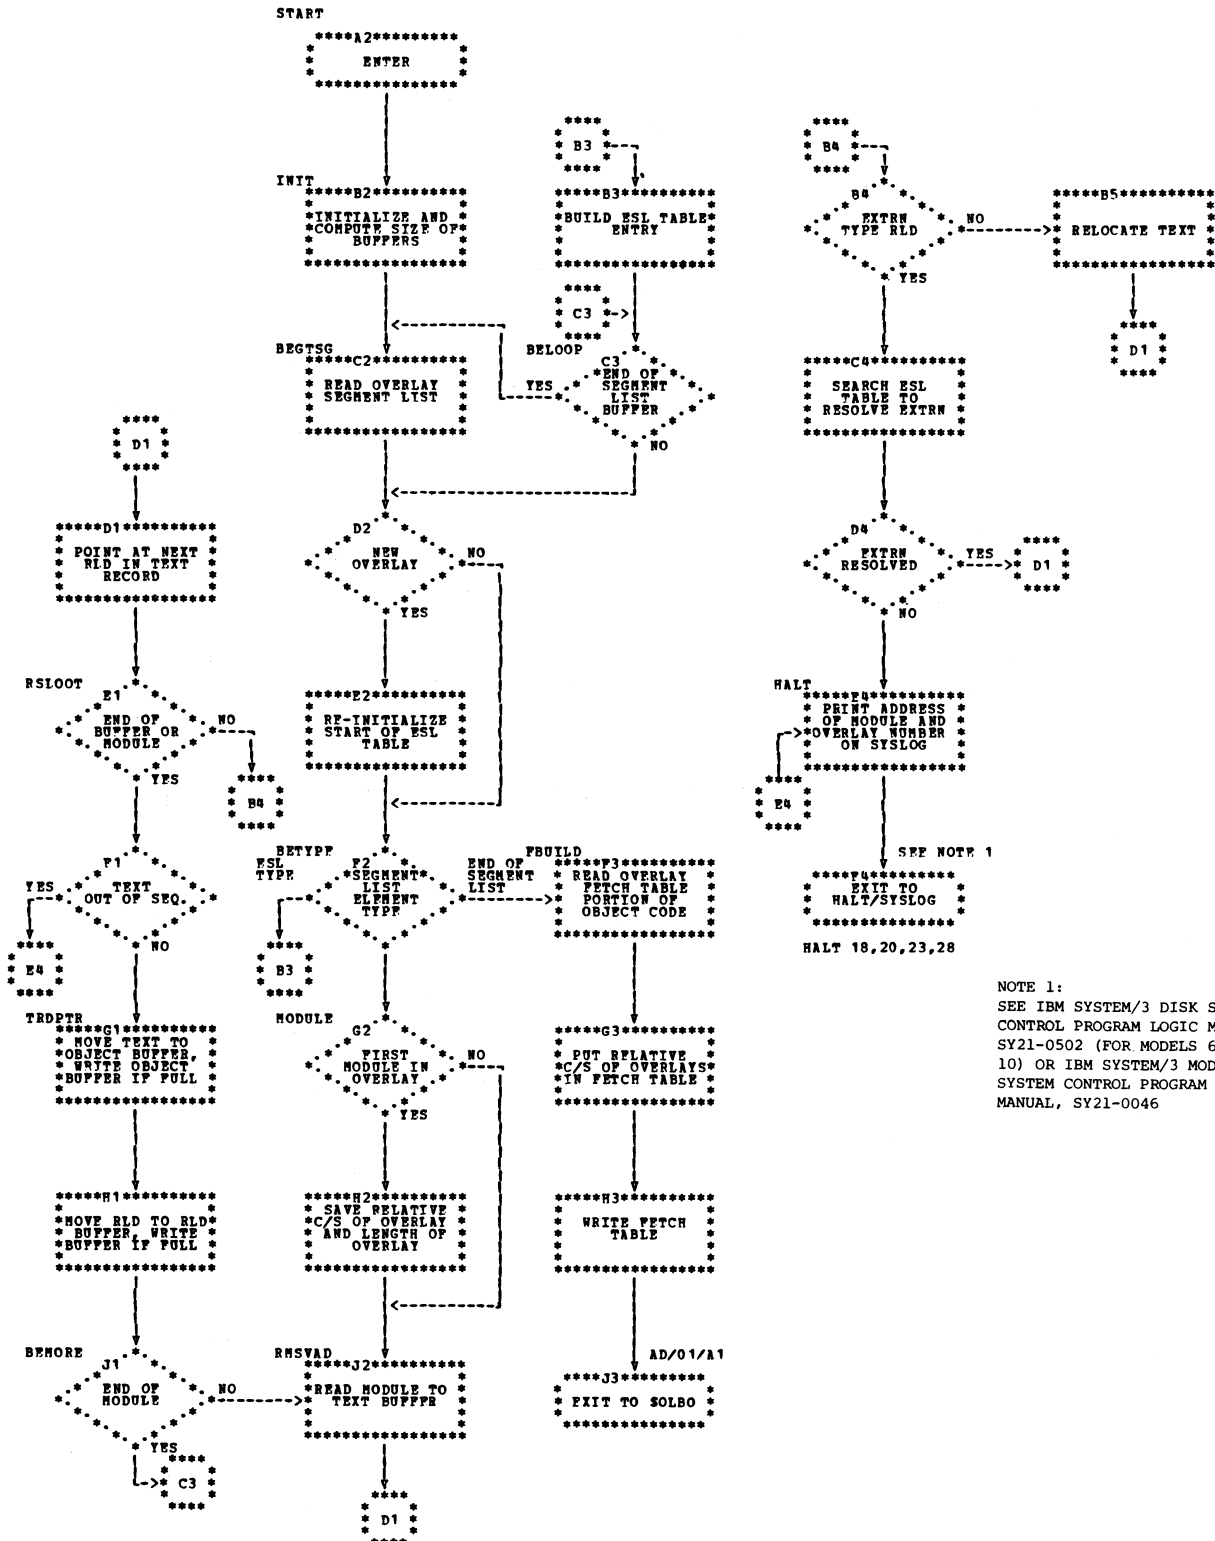 START
A2
ENTER
INIT
B2
INITIALIZE AND
COMPUTE SIZE OF
BUFFERS
B3
B3
BUILD ESL TABLE
ENTRY
C3
BEGTSG
C2
READ OVERLAY
SEGMENT LIST
BELOOP
C3
END OF
SEGMENT
LIST
BUFFER
YES
NO
B4
B4
EXTRN
TYPE RLD
NO
YES
B5
RELOCATE TEXT
D1
C4
SEARCH ESL
TABLE TO
RESOLVE EXTRN
D4
EXTRN
RESOLVED
YES
D1
NO
HALT
E4
PRINT ADDRESS
OF MODULE AND
OVERLAY NUMBER
ON SYSLOG
E4
SEE NOTE 1
F4
EXIT TO
HALT/SYSLOG
HALT 18,20,23,28
D1
D1
POINT AT NEXT
RLD IN TEXT
RECORD
RSLOOT
E1
END OF
BUFFER OR
MODULE
NO
B4
YES
F1
TEXT
OUT OF SEQ.
YES
E4
NO
TRDPTR
G1
MOVE TEXT TO
OBJECT BUFFER,
WRITE OBJECT
BUFFER IF FULL
H1
MOVE RLD TO RLD
BUFFER, WRITE
BUFFER IF FULL
BEMORE
J1
END OF
MODULE
NO
YES
C3
D2
NEW
OVERLAY
NO
YES
E2
RE-INITIALIZE
START OF ESL
TABLE
BETYPE
ESL
TYPE
F2
SEGMENT
LIST
ELEMENT
TYPE
END OF
SEGMENT
LIST
B3
MODULE
G2
FIRST
MODULE IN
OVERLAY
NO
YES
H2
SAVE RELATIVE
C/S OF OVERLAY
AND LENGTH OF
OVERLAY
RMSVAD
J2
READ MODULE TO
TEXT BUFFER
D1
FBUILD
F3
READ OVERLAY
FETCH TABLE
PORTION OF
OBJECT CODE
G3
PUT RELATIVE
C/S OF OVERLAYS
IN FETCH TABLE
H3
WRITE FETCH
TABLE
AD/01/A1
J3
EXIT TO $OLBO
NOTE 1:
SEE IBM SYSTEM/3 DISK S
CONTROL PROGRAM LOGIC M
SY21-0502 (FOR MODELS 6
10) OR IBM SYSTEM/3 MOD
SYSTEM CONTROL PROGRAM
MANUAL, SY21-0046